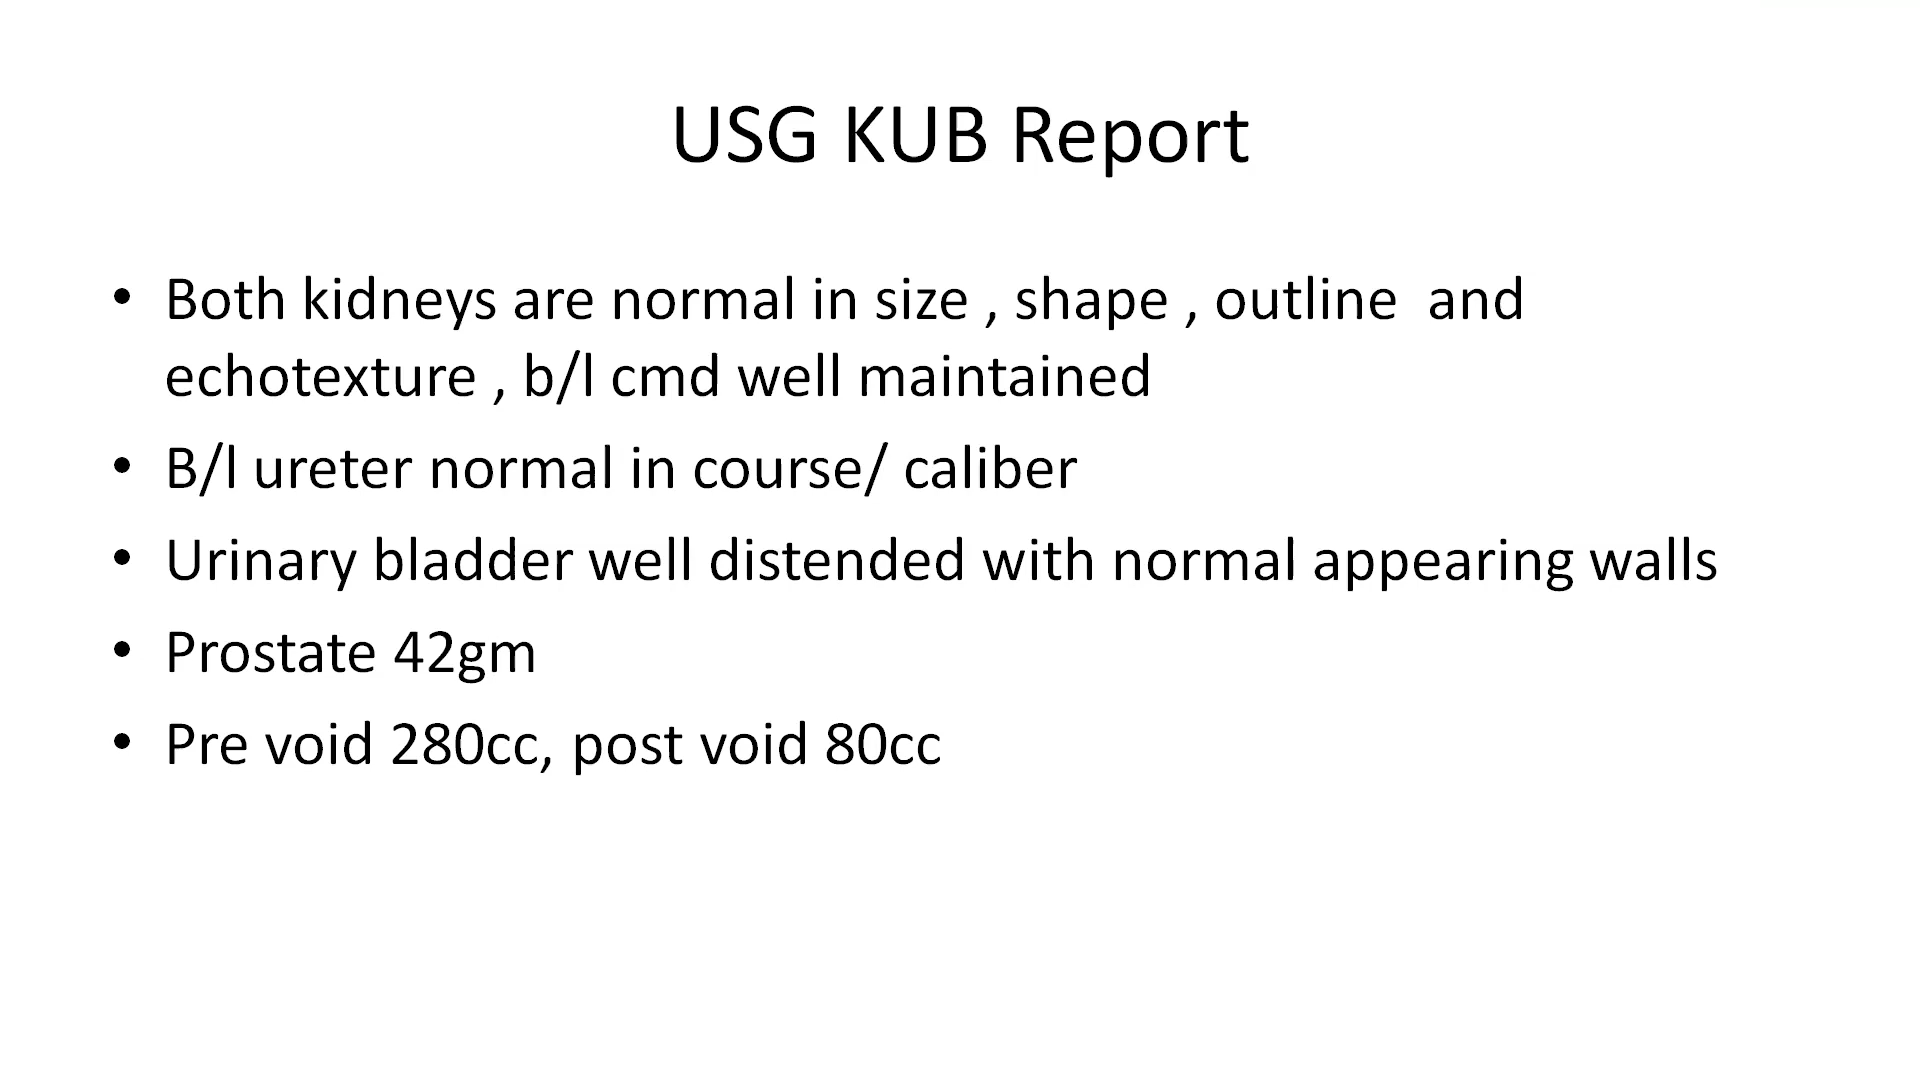 USG KUB Report
• Both kidneys are normal in size , shape , outline  and
echotexture , b/l cmd well maintained
• B/l ureter normal in course/ caliber
• Urinary bladder well distended with normal appearing walls
• Prostate 42gm
• Pre void 280cc, post void 80cc